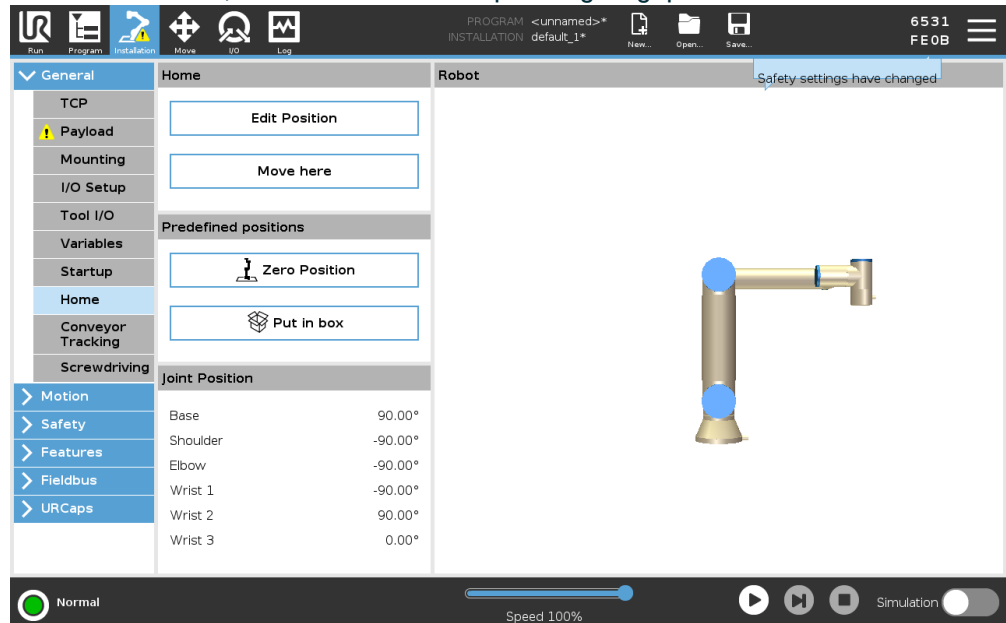 UR
Run
Program
Installation
Move
I/O
Log
PROGRAM <unnamed>*
INSTALLATION default_1*
New...
Open...
Save...
6531
FE0B
General
TCP
Payload
Mounting
I/O Setup
Tool I/O
Variables
Startup
Home
Conveyor
Tracking
Screwdriving
Motion
Safety
Features
Fieldbus
URCaps
Home
Edit Position
Move here
Predefined positions
Zero Position
Put in box
Joint Position
Base 90.00°
Shoulder -90.00°
Elbow -90.00°
Wrist 1 -90.00°
Wrist 2 90.00°
Wrist 3 0.00°
Robot
Safety settings have changed
Normal
Speed 100%
Simulation